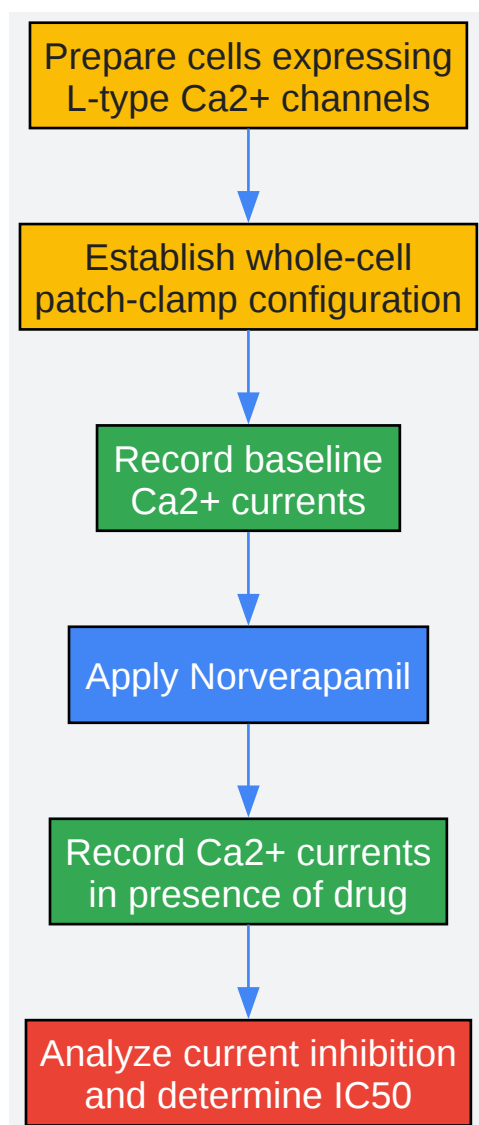 Prepare cells expressing
L-type Ca2+ channels
Establish whole-cell
patch-clamp configuration
Record baseline
Ca2+ currents
Apply Norverapamil
Record Ca2+ currents
in presence of drug
Analyze current inhibition
and determine IC50